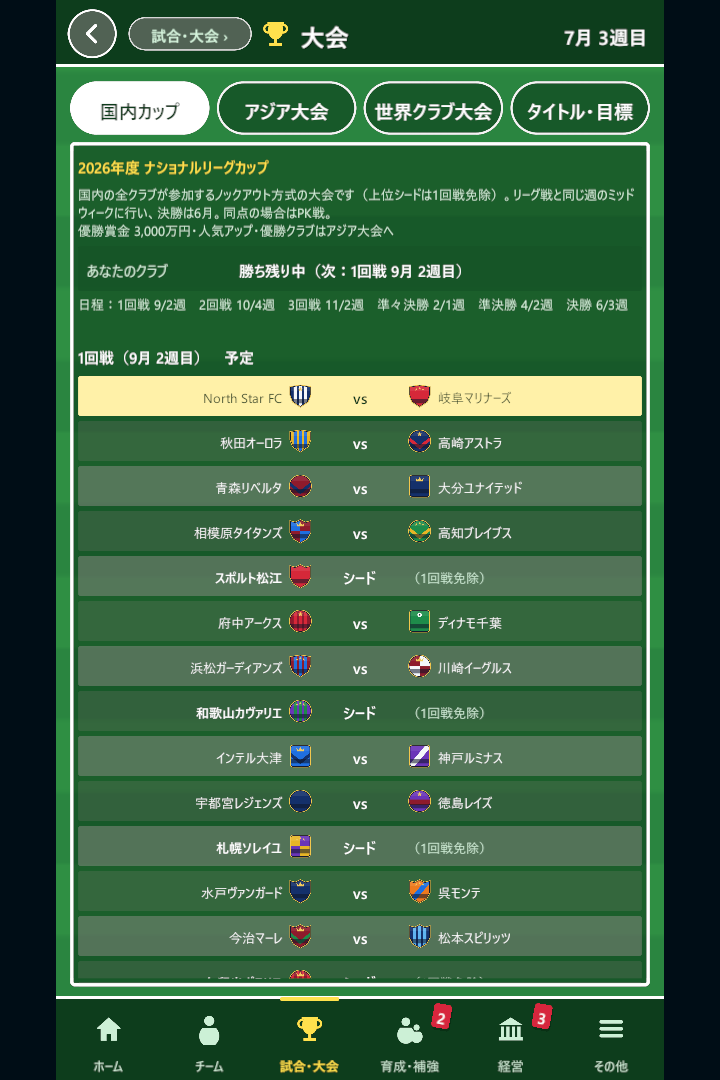 試合・大会 ›
大会
7月 3週目
国内カップ
アジア大会
世界クラブ大会
タイトル・目標
2026年度 ナショナルリーグカップ
国内の全クラブが参加するノックアウト方式の大会です（上位シードは1回戦免除）。リーグ戦と同じ週のミッド
ウィークに行い、決勝は6月。同点の場合はPK戦。
優勝賞金 3,000万円・人気アップ・優勝クラブはアジア大会へ
あなたのクラブ 勝ち残り中（次：1回戦 9月 2週目）
日程：1回戦 9/2週 2回戦 10/4週 3回戦 11/2週 準々決勝 2/1週 準決勝 4/2週 決勝 6/3週
1回戦（9月 2週目） 予定
North Star FC vs 岐阜マリナーズ
秋田オーロラ vs 高崎アストラ
青森リベルタ vs 大分ユナイテッド
相模原タイタンズ vs 高知ブレイブス
スポルト松江 シード （1回戦免除）
府中アークス vs ディナモ千葉
浜松ガーディアンズ vs 川崎イーグルス
和歌山カヴァリエ シード （1回戦免除）
インテル大津 vs 神戸ルミナス
宇都宮レジェンズ vs 徳島レイズ
札幌ソレイユ シード （1回戦免除）
水戸ヴァンガード vs 呉モンテ
今治マーレ vs 松本スピリッツ
2
3
ホーム
チーム
試合・大会
育成・補強
経営
その他